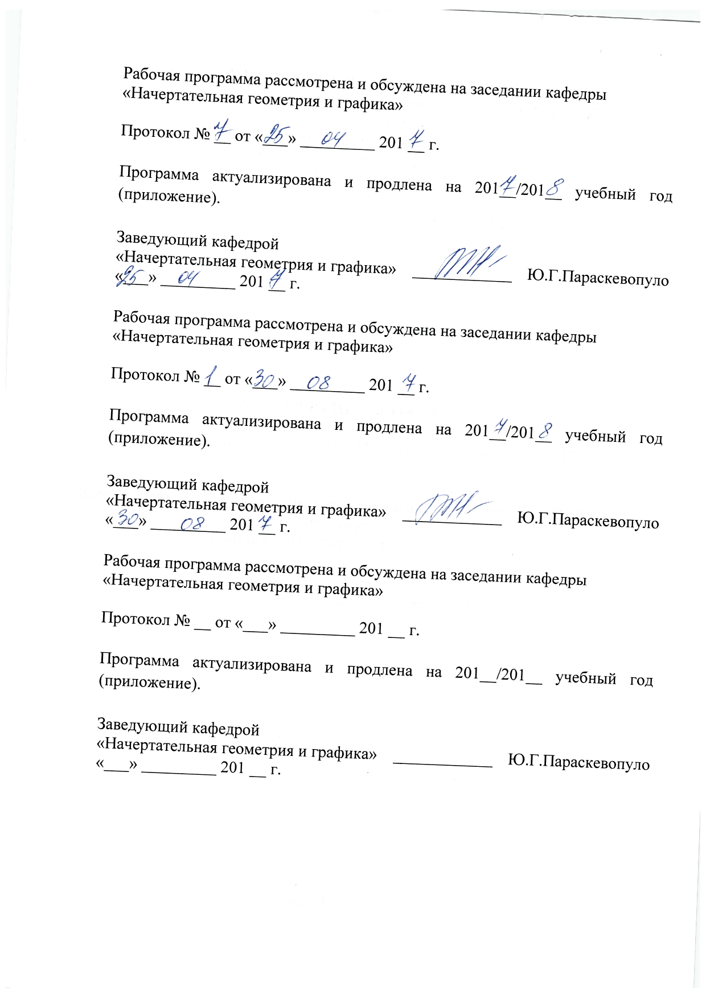 Рабочая программа рассмотрена и обсуждена на заседании кафедры
«Начертательная геометрия и графика»
Протокол № 7 от «25» 04 201 7 г.
Программа актуализирована и продлена на 2017/2018 учебный год
(приложение).
Заведующий кафедрой
«Начертательная геометрия и графика» ____________ Ю.Г.Параскевопуло
«25» 04 201 7 г.
Рабочая программа рассмотрена и обсуждена на заседании кафедры
«Начертательная геометрия и графика»
Протокол № 1 от «30» 08 201 7 г.
Программа актуализирована и продлена на 2017/2018 учебный год
(приложение).
Заведующий кафедрой
«Начертательная геометрия и графика» ____________ Ю.Г.Параскевопуло
«30» 08 201 7 г.
Рабочая программа рассмотрена и обсуждена на заседании кафедры
«Начертательная геометрия и графика»
Протокол № __ от «___» _________ 201 __ г.
Программа актуализирована и продлена на 201__/201__ учебный год
(приложение).
Заведующий кафедрой
«Начертательная геометрия и графика» ____________ Ю.Г.Параскевопуло
«___» _________ 201 __ г.